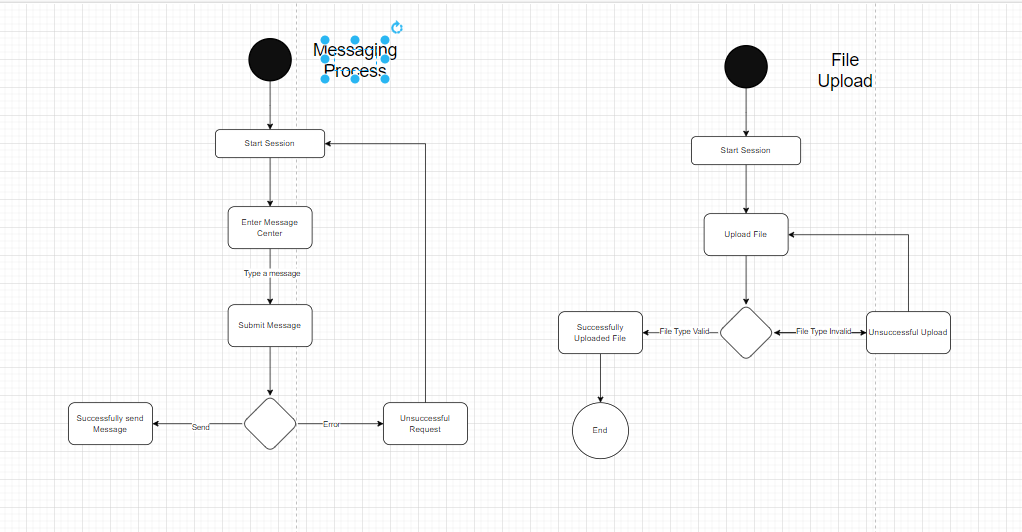 Messaging
Process
Start Session
Enter Message
Center
Type a message
Submit Message
Successfully send
Message
Send
Error
Unsuccessful
Request
File
Upload
Start Session
Upload File
Successfully
Uploaded File
File Type Valid
File Type Invalid
Unsuccessful Upload
End